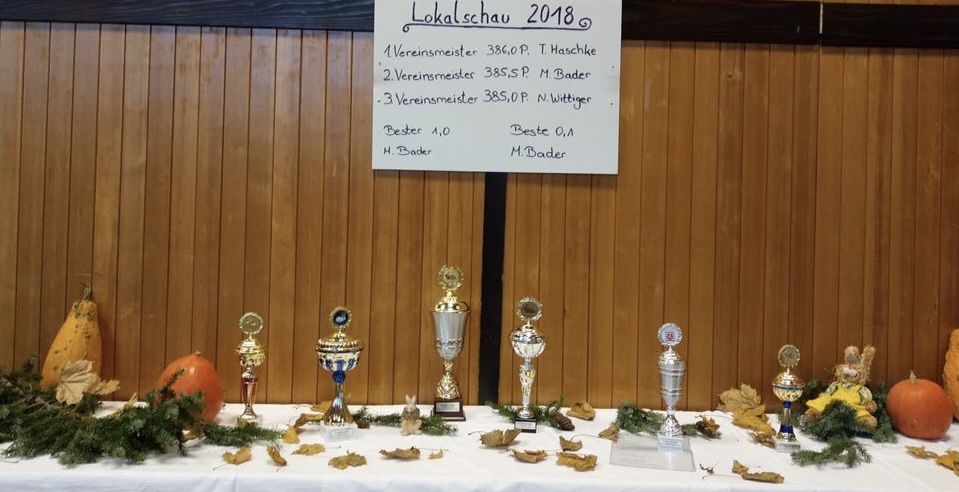 Lokalschau 2018
1. Vereinsmeister 386,0 P. T. Haschke
2. Vereinsmeister 385,5 P. M. Bader
3. Vereinsmeister 385,0 P. N. Wittiger
Bester 1,0 Beste 0,1
M. Bader M. Bader